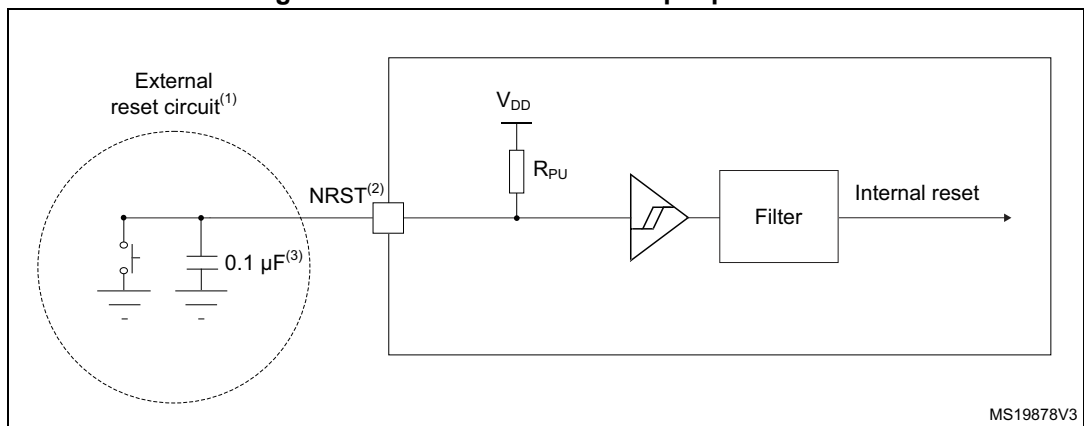 External
reset circuit(1)
VDD
RPU
NRST(2)
Filter
Internal reset
0.1 µF(3)
MS19878V3